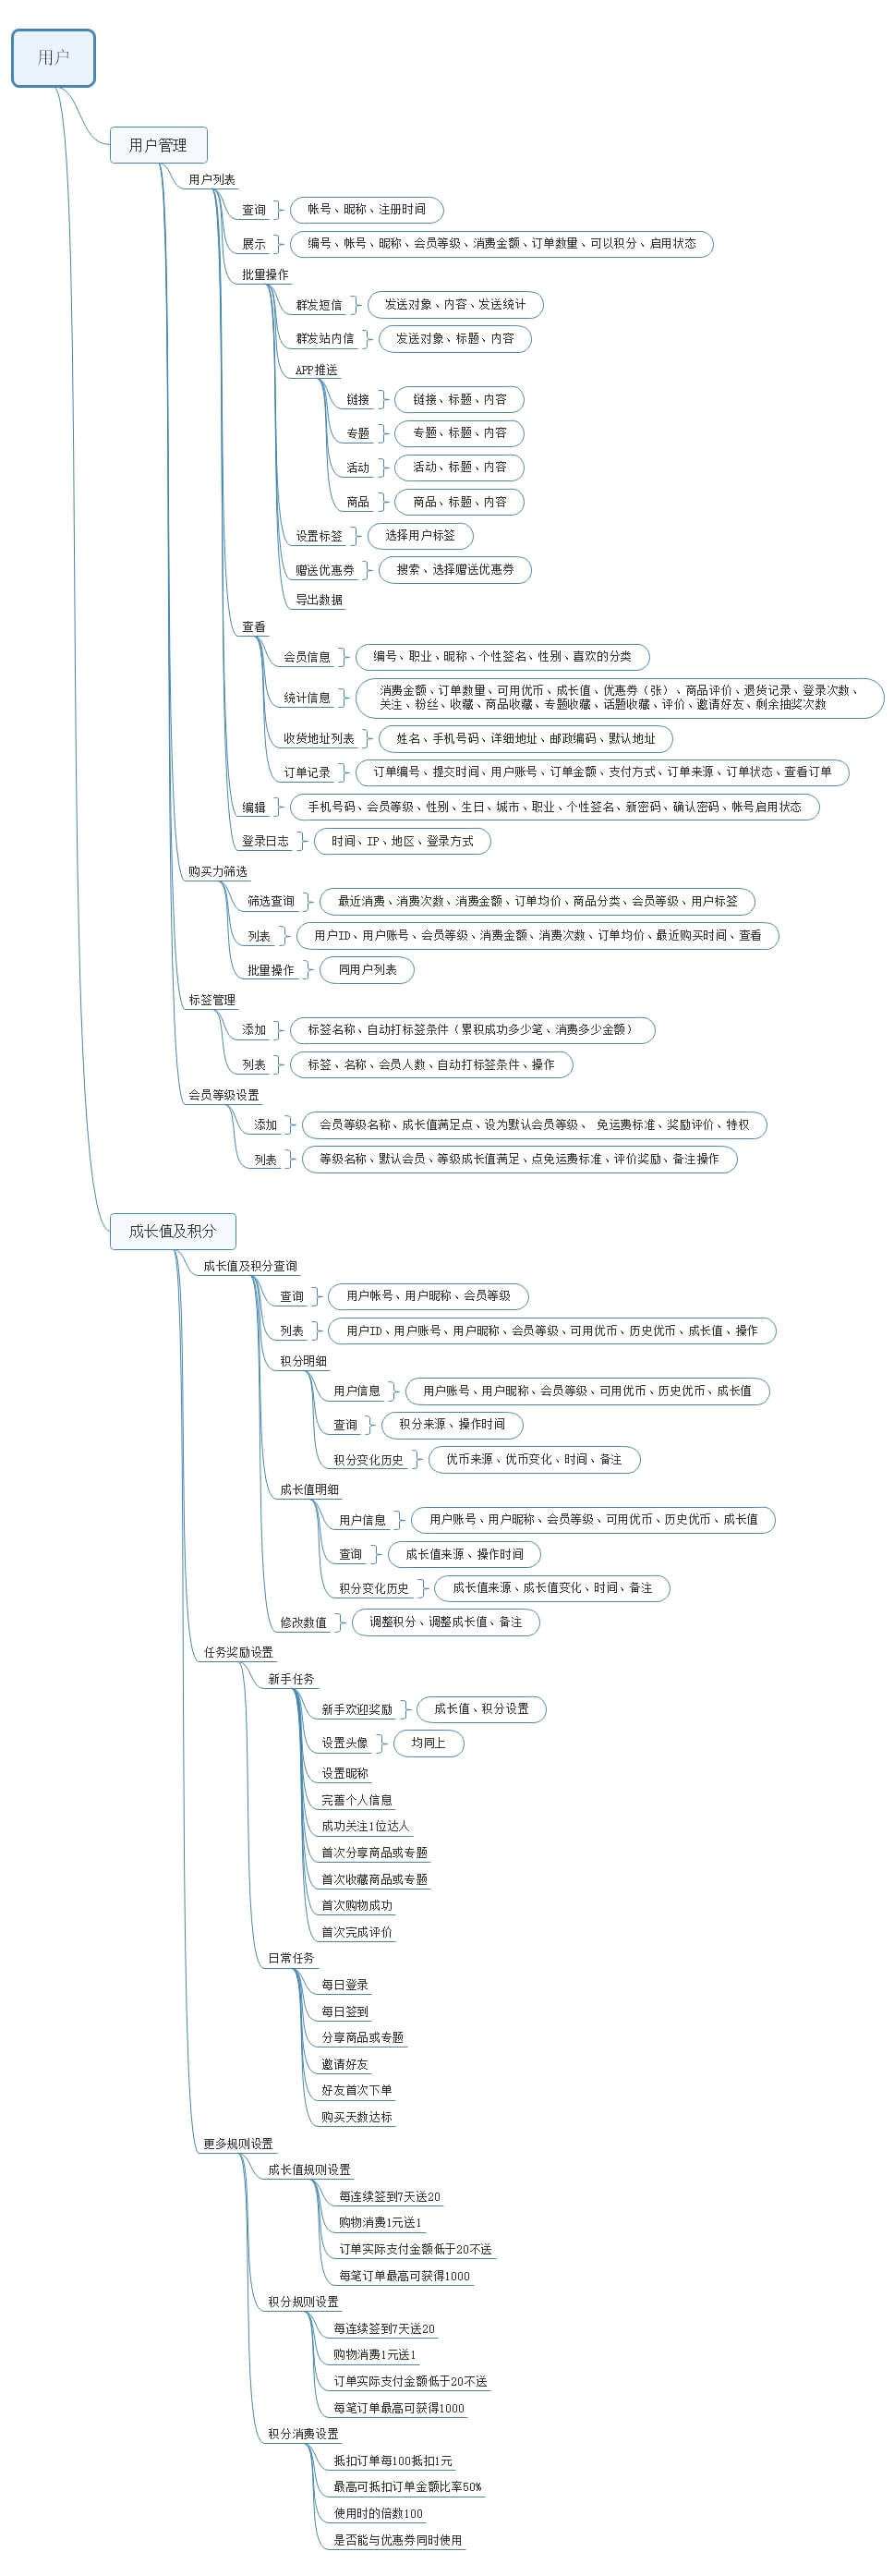 用户
用户管理
用户列表
查询
帐号、昵称、注册时间
展示
编号、帐号、昵称、会员等级、消费金额、订单数量、可以积分、启用状态
批量操作
群发短信
发送对象、内容、发送统计
群发站内信
发送对象、标题、内容
APP推送
链接
链接、标题、内容
专题
专题、标题、内容
活动
活动、标题、内容
商品
商品、标题、内容
设置标签
选择用户标签
赠送优惠券
搜索、选择赠送优惠券
导出数据
查看
会员信息
编号、职业、昵称、个性签名、性别、喜欢的分类
统计信息
消费金额、订单数量、可用优币、成长值、优惠券（张）、商品评价、退货记录、登录次数、
关注、粉丝、收藏、商品收藏、专题收藏、话题收藏、评价、邀请好友、剩余抽奖次数
收货地址列表
姓名、手机号码、详细地址、邮政编码、默认地址
订单记录
订单编号、提交时间、用户账号、订单金额、支付方式、订单来源、订单状态、查看订单
编辑
手机号码、会员等级、性别、生日、城市、职业、个性签名、新密码、确认密码、帐号启用状态
登录日志
时间、IP、地区、登录方式
购买力筛选
筛选查询
最近消费、消费次数、消费金额、订单均价、商品分类、会员等级、用户标签
列表
用户ID、用户账号、会员等级、消费金额、消费次数、订单均价、最近购买时间、查看
批量操作
同用户列表
标签管理
添加
标签名称、自动打标签条件（累积成功多少笔、消费多少金额）
列表
标签、名称、会员人数、自动打标签条件、操作
会员等级设置
添加
会员等级名称、成长值满足点、设为默认会员等级、 免运费标准、奖励评价、特权
列表
等级名称、默认会员、等级成长值满足、点免运费标准、评价奖励、备注操作
成长值及积分
成长值及积分查询
查询
用户帐号、用户昵称、会员等级
列表
用户ID、用户账号、用户昵称、会员等级、可用优币、历史优币、成长值、操作
积分明细
用户信息
用户账号、用户昵称、会员等级、可用优币、历史优币、成长值
查询
积分来源、操作时间
积分变化历史
优币来源、优币变化、时间、备注
成长值明细
用户信息
用户账号、用户昵称、会员等级、可用优币、历史优币、成长值
查询
成长值来源、操作时间
积分变化历史
成长值来源、成长值变化、时间、备注
修改数值
调整积分、调整成长值、备注
任务奖励设置
新手任务
新手欢迎奖励
成长值、积分设置
设置头像
均同上
设置昵称
完善个人信息
成功关注1位达人
首次分享商品或专题
首次收藏商品或专题
首次购物成功
首次完成评价
日常任务
每日登录
每日签到
分享商品或专题
邀请好友
好友首次下单
购买天数达标
更多规则设置
成长值规则设置
每连续签到7天送20
购物消费1元送1
订单实际支付金额低于20不送
每笔订单最高可获得1000
积分规则设置
每连续签到7天送20
购物消费1元送1
订单实际支付金额低于20不送
每笔订单最高可获得1000
积分消费设置
抵扣订单每100抵扣1元
最高可抵扣订单金额比率50%
使用时的倍数100
是否能与优惠券同时使用